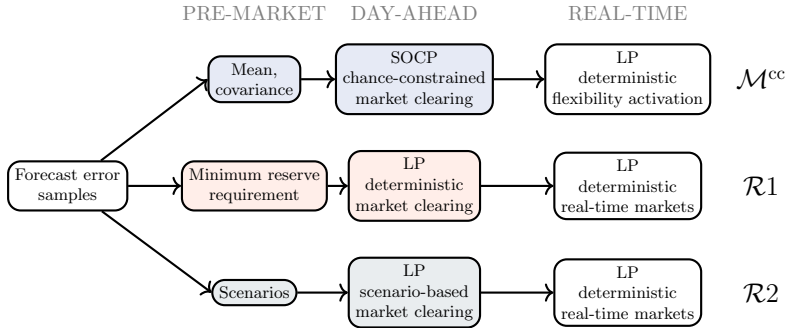 PRE-MARKET DAY-AHEAD REAL-TIME
Mean,
covariance
SOCP
chance-constrained
market clearing
LP
deterministic
flexibility activation
ℳᶜᶜ
Forecast error
samples
Minimum reserve
requirement
LP
deterministic
market clearing
LP
deterministic
real-time markets
ℛ1
Scenarios
LP
scenario-based
market clearing
LP
deterministic
real-time markets
ℛ2